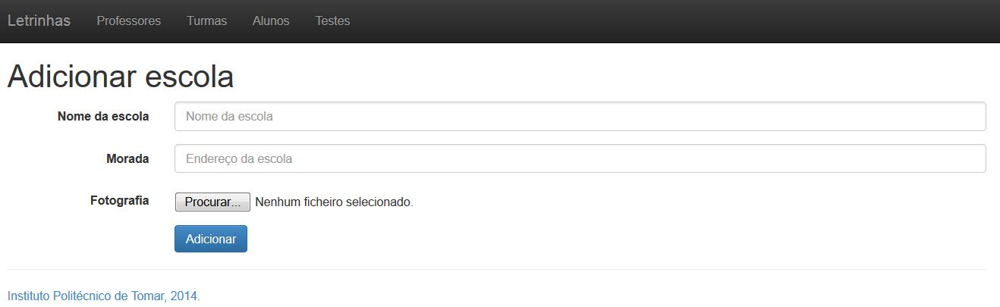 Letrinhas Professores Turmas Alunos Testes
Adicionar escola
Nome da escola Nome da escola
Morada Endereço da escola
Fotografia Procurar... Nenhum ficheiro selecionado.
Adicionar
Instituto Politécnico de Tomar, 2014.